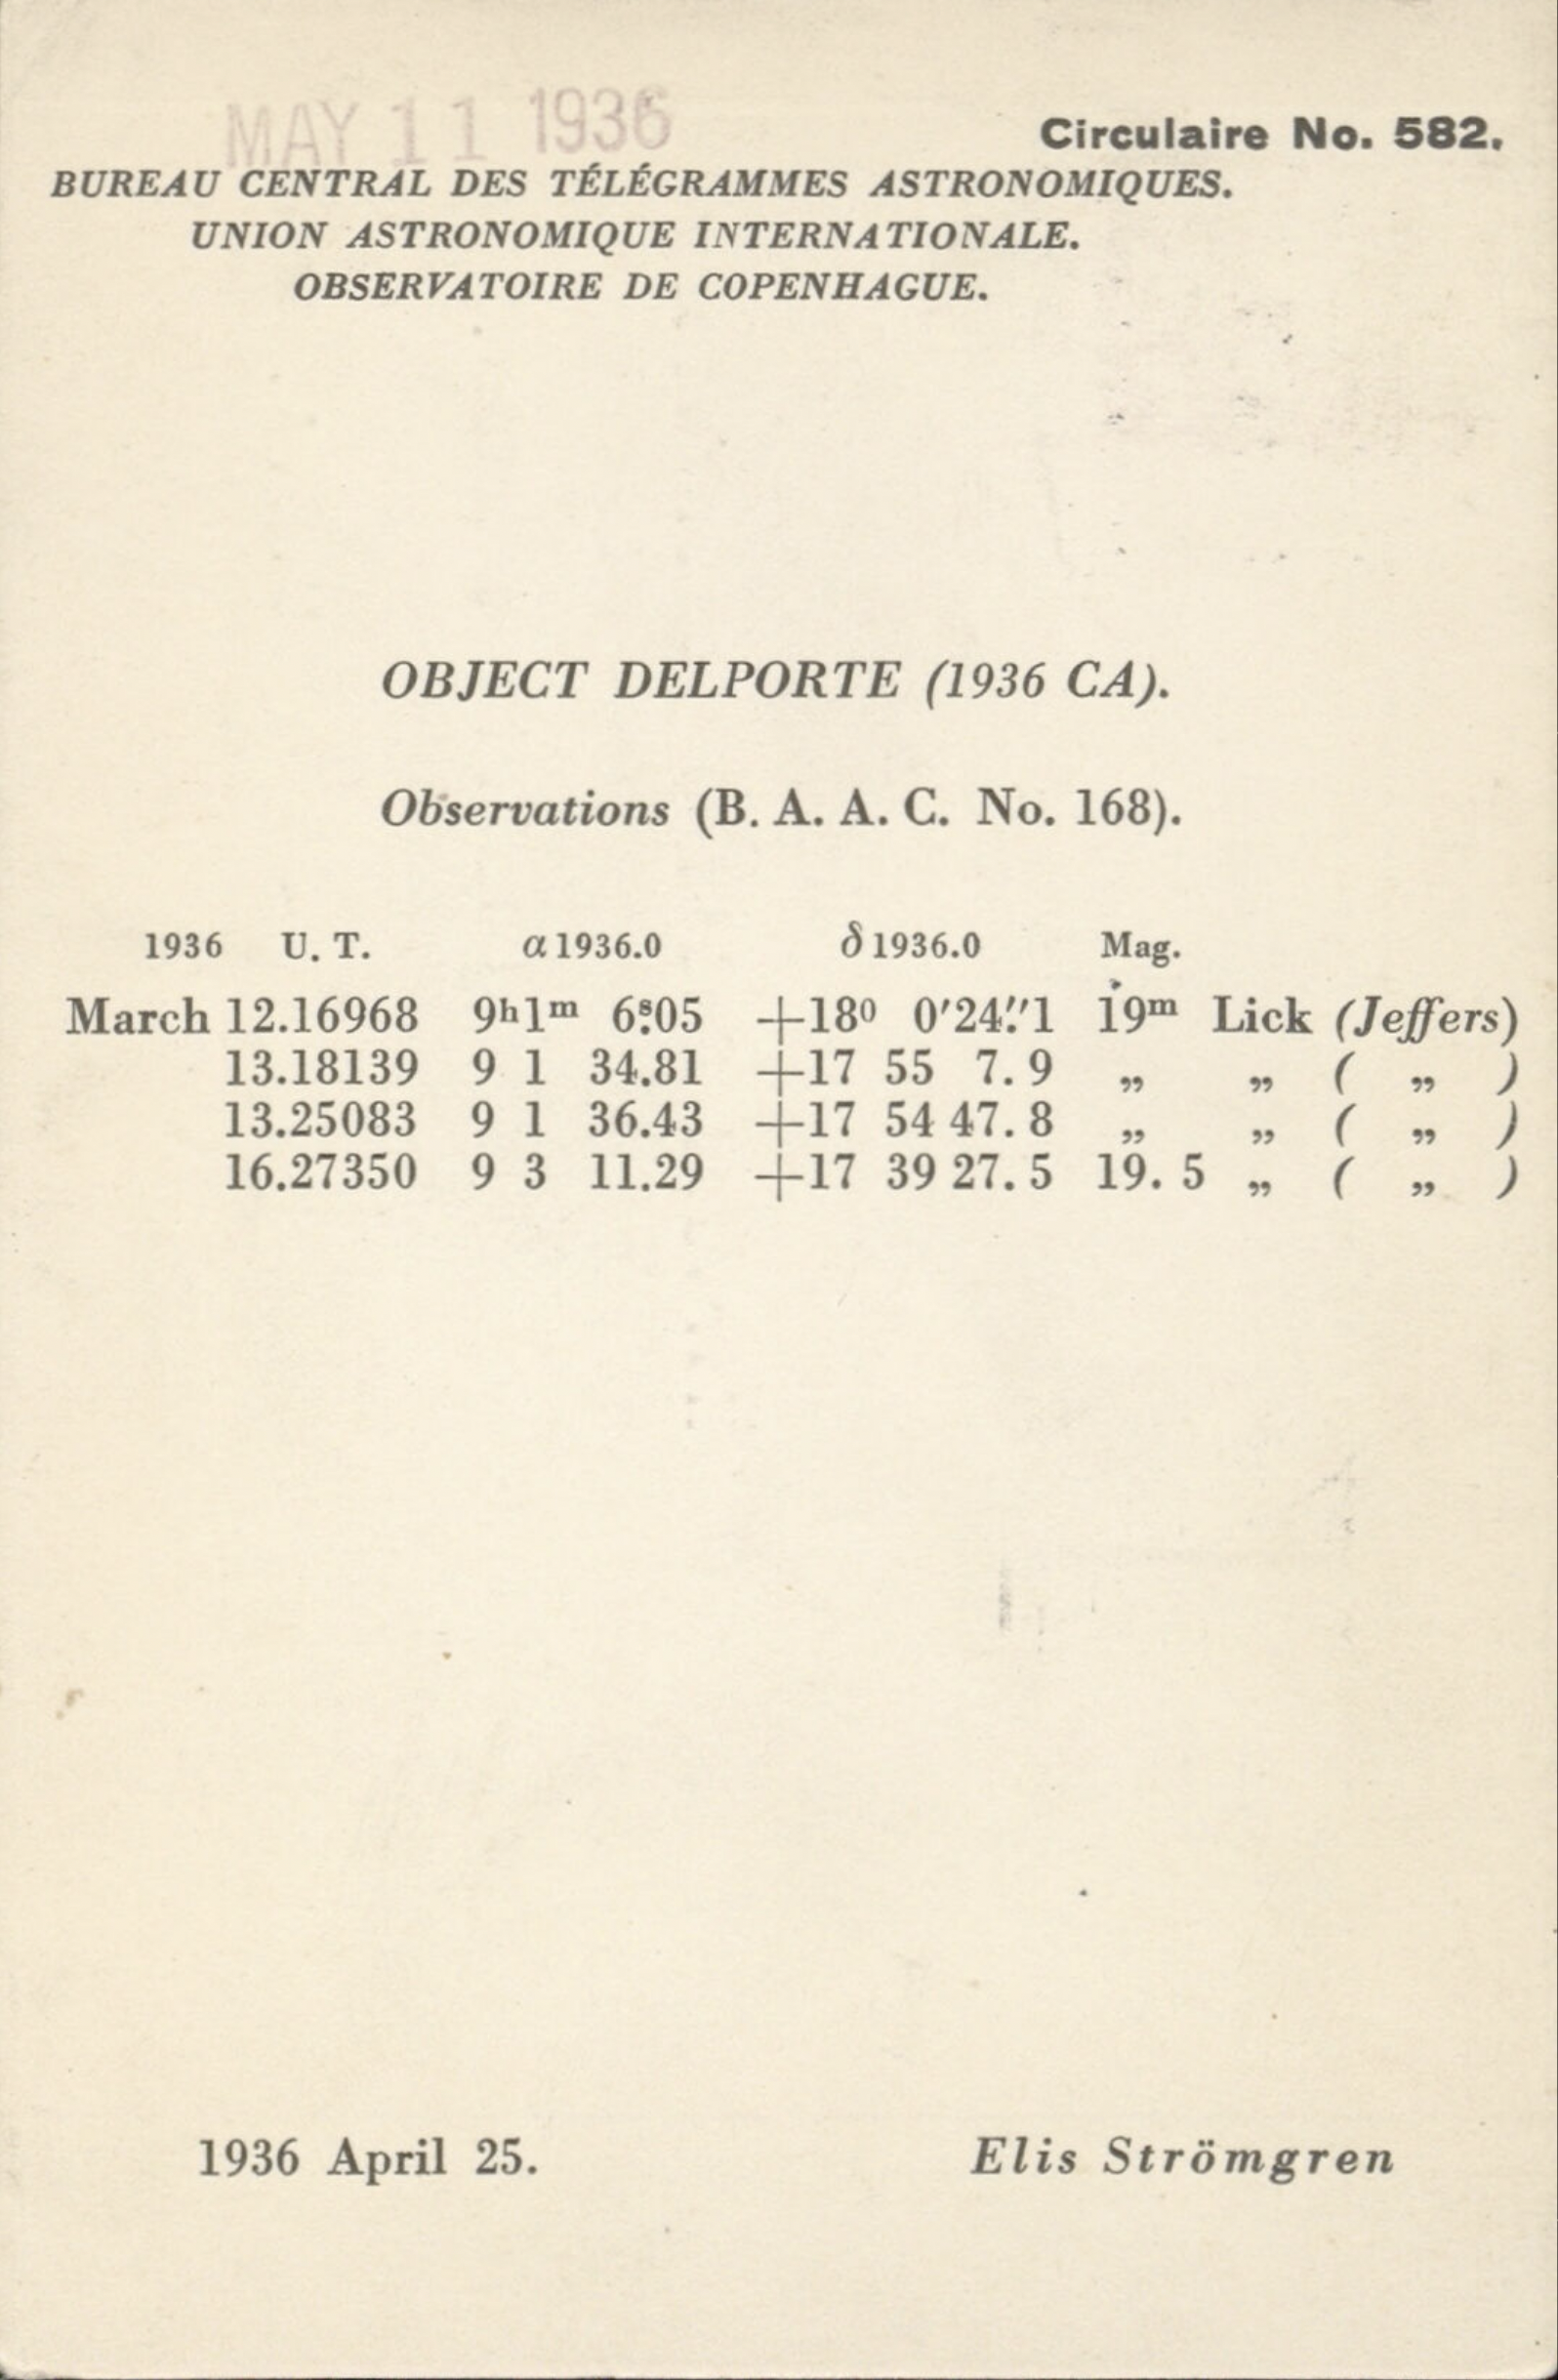 MAY 11 1936
Circulaire No. 582.
BUREAU CENTRAL DES TÉLÉGRAMMES ASTRONOMIQUES.
UNION ASTRONOMIQUE INTERNATIONALE.
OBSERVATOIRE DE COPENHAGUE.
OBJECT DELPORTE (1936 CA).
Observations (B. A. A. C. No. 168).
1936 U. T. α 1936.0 δ 1936.0 Mag.
March 12.16968 9ʰ1ᵐ 6ˢ.05 +18⁰ 0′24″.1 19ᵐ Lick (Jeffers)
13.18139 9 1 34.81 +17 55 7.9 „ „ ( „ )
13.25083 9 1 36.43 +17 54 47.8 „ „ ( „ )
16.27350 9 3 11.29 +17 39 27.5 19.5 „ ( „ )
1936 April 25. Elis Strömgren